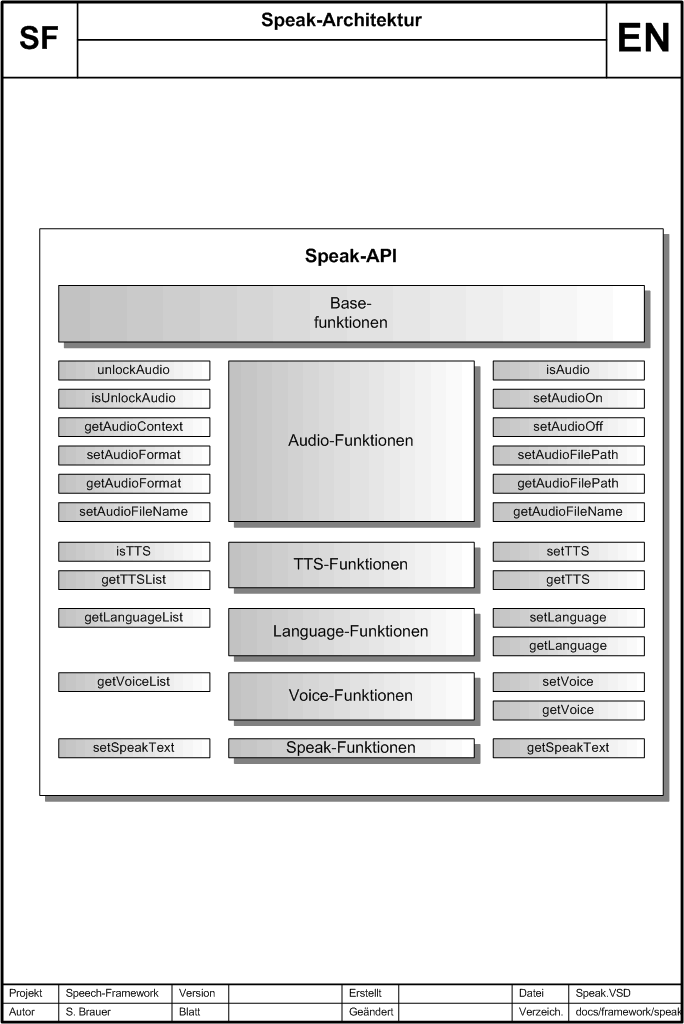 SF
Speak-Architektur
EN
Speak-API
Base-
funktionen
unlockAudio
isUnlockAudio
getAudioContext
setAudioFormat
getAudioFormat
setAudioFileName
Audio-Funktionen
isAudio
setAudioOn
setAudioOff
setAudioFilePath
getAudioFilePath
getAudioFileName
isTTS
getTTSList
TTS-Funktionen
setTTS
getTTS
getLanguageList
Language-Funktionen
setLanguage
getLanguage
getVoiceList
Voice-Funktionen
setVoice
getVoice
setSpeakText
Speak-Funktionen
getSpeakText
Projekt Speech-Framework Version Erstellt Datei Speak.VSD
Autor S. Brauer Blatt Geändert Verzeich. docs/framework/speak